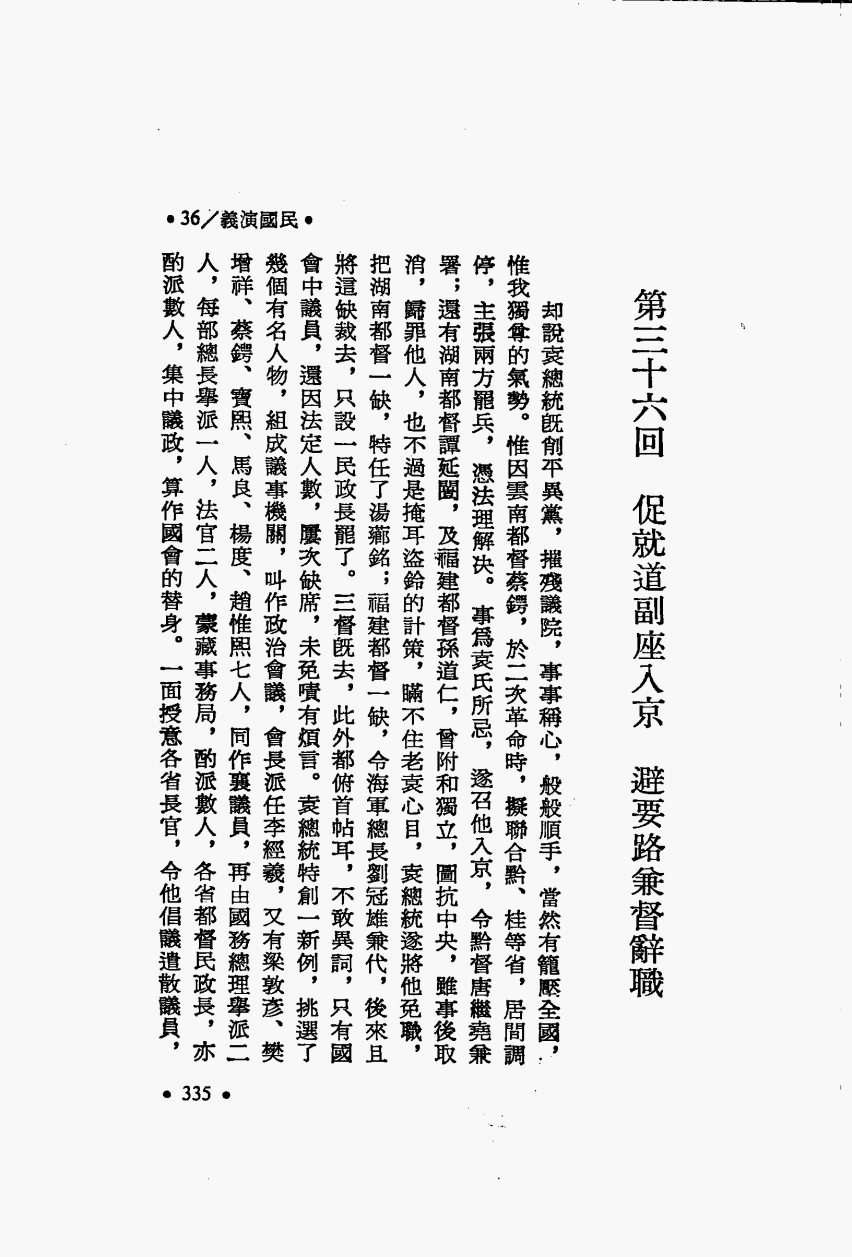 •36／義演國民•
第三十六回　促就道副座入京　避要路兼督辭職
却說袁總統旣創平異黨，摧殘議院，事事稱心，般般順手，當然有籠壓全國，
惟我獨尊的氣勢。惟因雲南都督蔡鍔，於二次革命時，擬聯合黔、桂等省，居間調
停，主張兩方罷兵，憑法理解決。事爲袁氏所忌，遂召他入京，令黔督唐繼堯兼
署；還有湖南都督譚延闓，及福建都督孫道仁，曾附和獨立，圖抗中央，雖事後取
消，歸罪他人，也不過是掩耳盜鈴的計策，瞞不住老袁心目，袁總統遂將他免職，
把湖南都督一缺，特任了湯薌銘；福建都督一缺，令海軍總長劉冠雄兼代，後來且
將這缺裁去，只設一民政長罷了。三督旣去，此外都俯首帖耳，不敢異詞，只有國
會中議員，還因法定人數，屢次缺席，未免嘖有煩言。袁總統特創一新例，挑選了
幾個有名人物，組成議事機關，叫作政治會議，會長派任李經羲，又有梁敦彥、樊
增祥、蔡鍔、寶熙、馬良、楊度、趙惟熙七人，同作襄議員，再由國務總理舉派二
人，每部總長舉派一人，法官二人，蒙藏事務局，酌派數人，各省都督民政長，亦
酌派數人，集中議政，算作國會的替身。一面授意各省長官，令他倡議遣散議員，
•335•